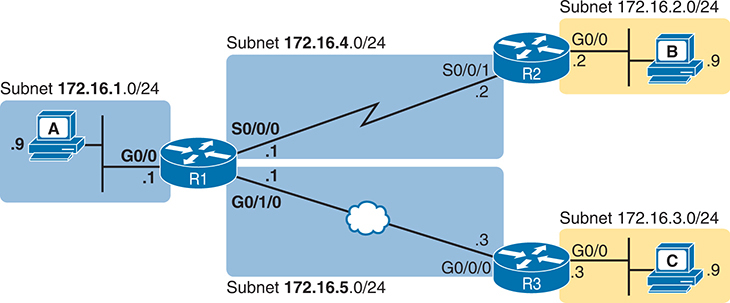 Subnet 172.16.2.0/24
Subnet 172.16.4.0/24
G0/0
B
.2
.9
S0/0/1
R2
.2
Subnet 172.16.1.0/24
A
.9
S0/0/0
G0/0
.1
.1
R1
.1
G0/1/0
Subnet 172.16.3.0/24
.3
G0/0
C
G0/0/0
.3
.9
R3
Subnet 172.16.5.0/24